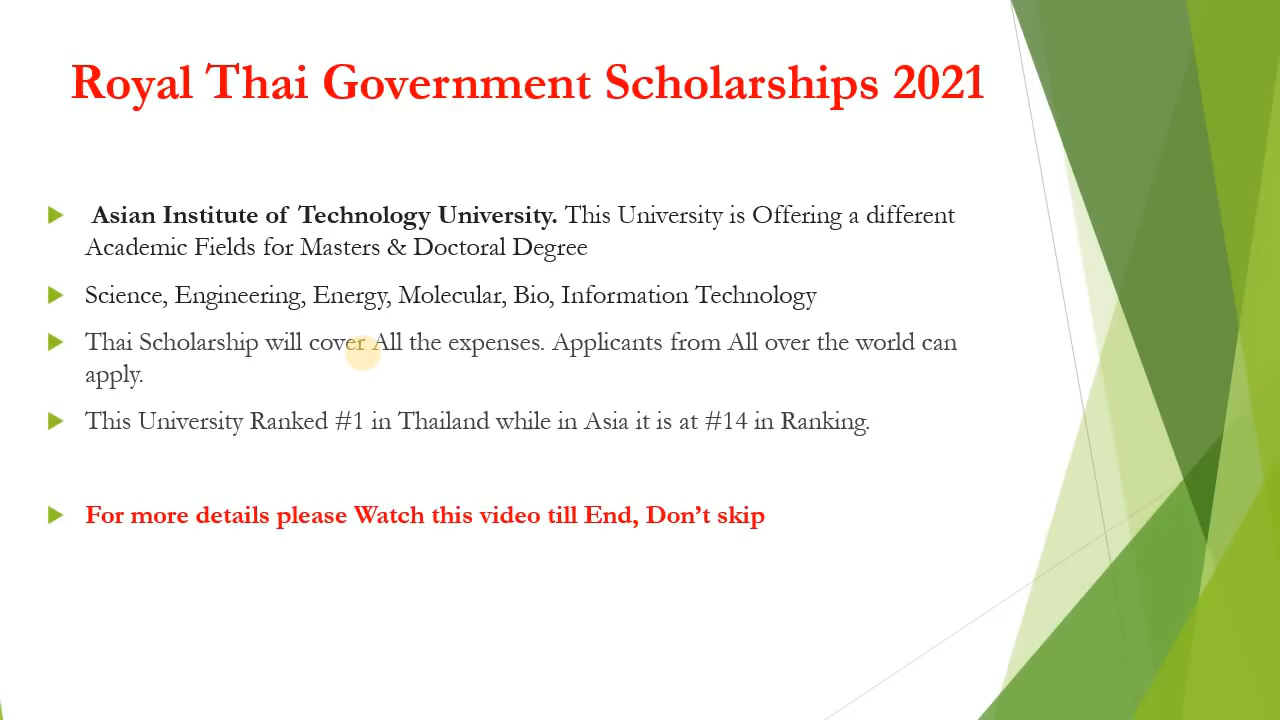 Royal Thai Government Scholarships 2021
Asian Institute of Technology University. This University is Offering a different
Academic Fields for Masters & Doctoral Degree
Science, Engineering, Energy, Molecular, Bio, Information Technology
Thai Scholarship will cover All the expenses. Applicants from All over the world can
apply.
This University Ranked #1 in Thailand while in Asia it is at #14 in Ranking.
For more details please Watch this video till End, Don't skip